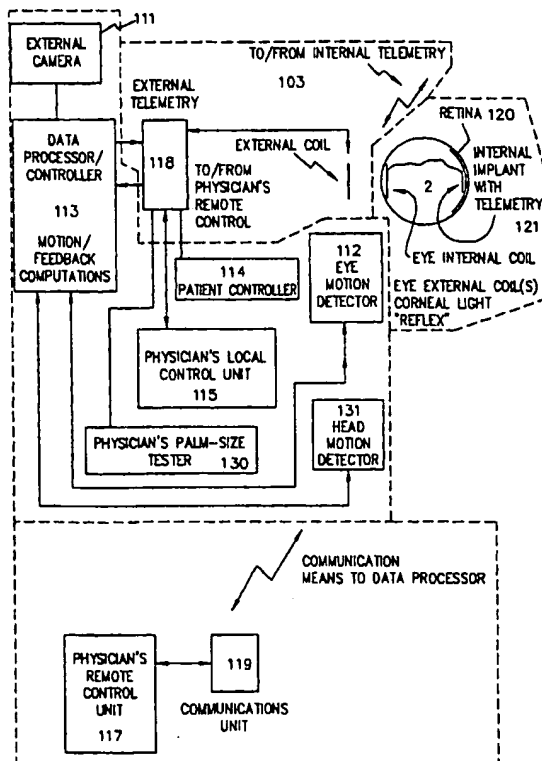 111
EXTERNAL
CAMERA
TO/FROM INTERNAL TELEMETRY
103
EXTERNAL
TELEMETRY
118
EXTERNAL COIL
TO/FROM
PHYSICIAN'S
REMOTE
CONTROL
DATA
PROCESSOR/
CONTROLLER
113
MOTION/
FEEDBACK
COMPUTATIONS
RETINA 120
INTERNAL
IMPLANT
WITH
TELEMETRY
121
2
EYE INTERNAL COIL
EYE EXTERNAL COIL(S)
CORNEAL LIGHT
"REFLEX"
112
EYE
MOTION
DETECTOR
114
PATIENT CONTROLLER
PHYSICIAN'S LOCAL
CONTROL UNIT
115
PHYSICIAN'S PALM-SIZE
TESTER 130
131
HEAD
MOTION
DETECTOR
COMMUNICATION
MEANS TO DATA PROCESSOR
PHYSICIAN'S
REMOTE
CONTROL
UNIT
117
119
COMMUNICATIONS
UNIT